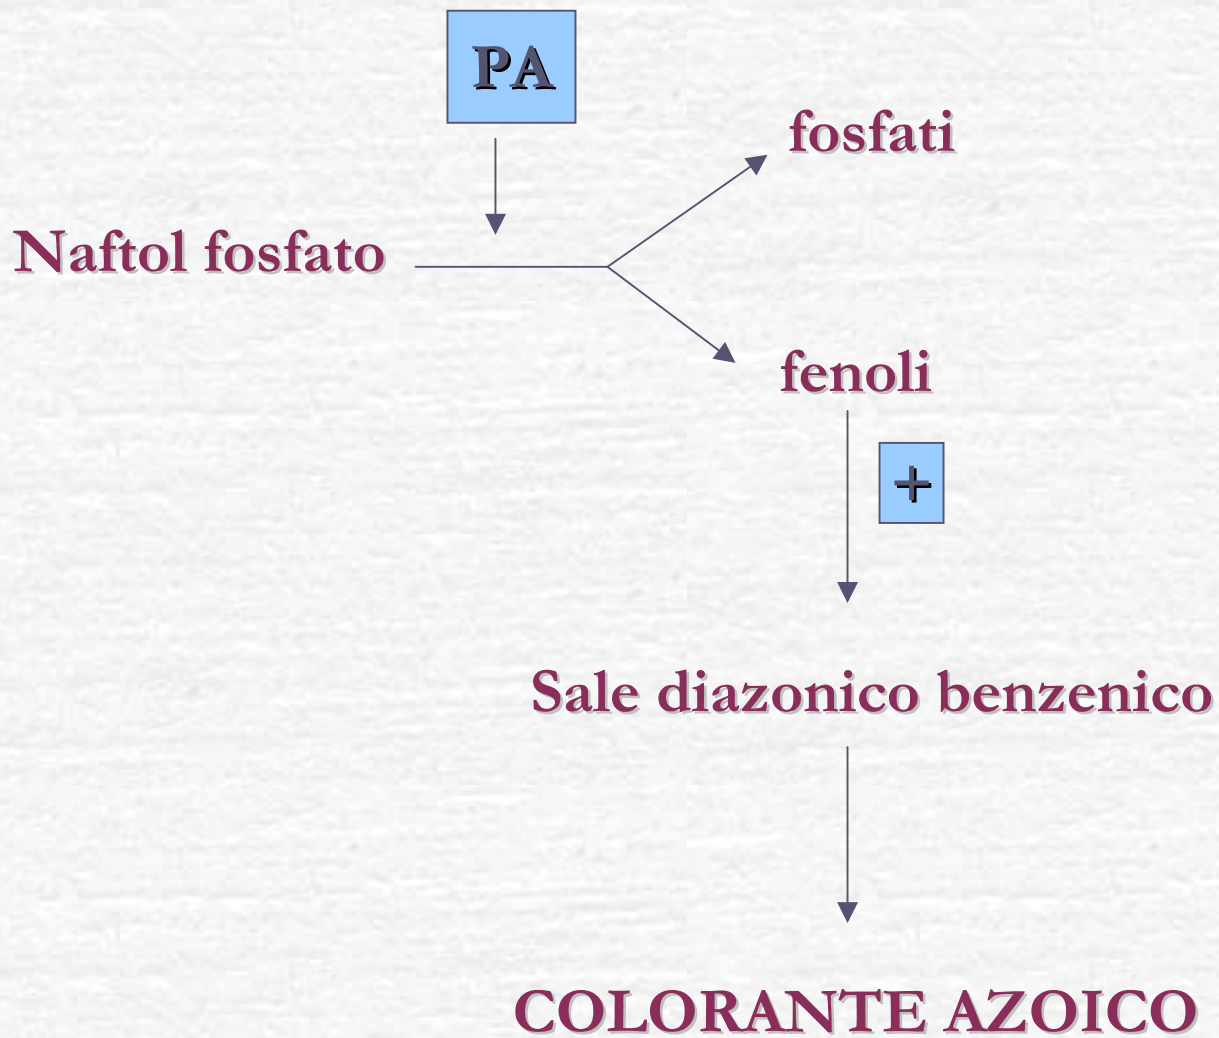 PA
fosfati
Naftol fosfato
fenoli
+
Sale diazonico benzenico
COLORANTE AZOICO